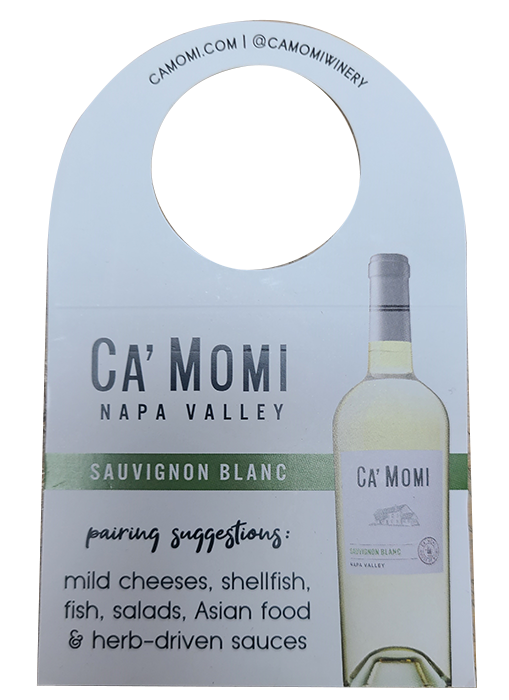 CAMOMI.COM | @CAMOMIWINERY
CA' MOMI
NAPA VALLEY
SAUVIGNON BLANC
pairing suggestions:
mild cheeses, shellfish,
fish, salads, Asian food
& herb-driven sauces
CA' MOMI
SAUVIGNON BLANC
NAPA VALLEY